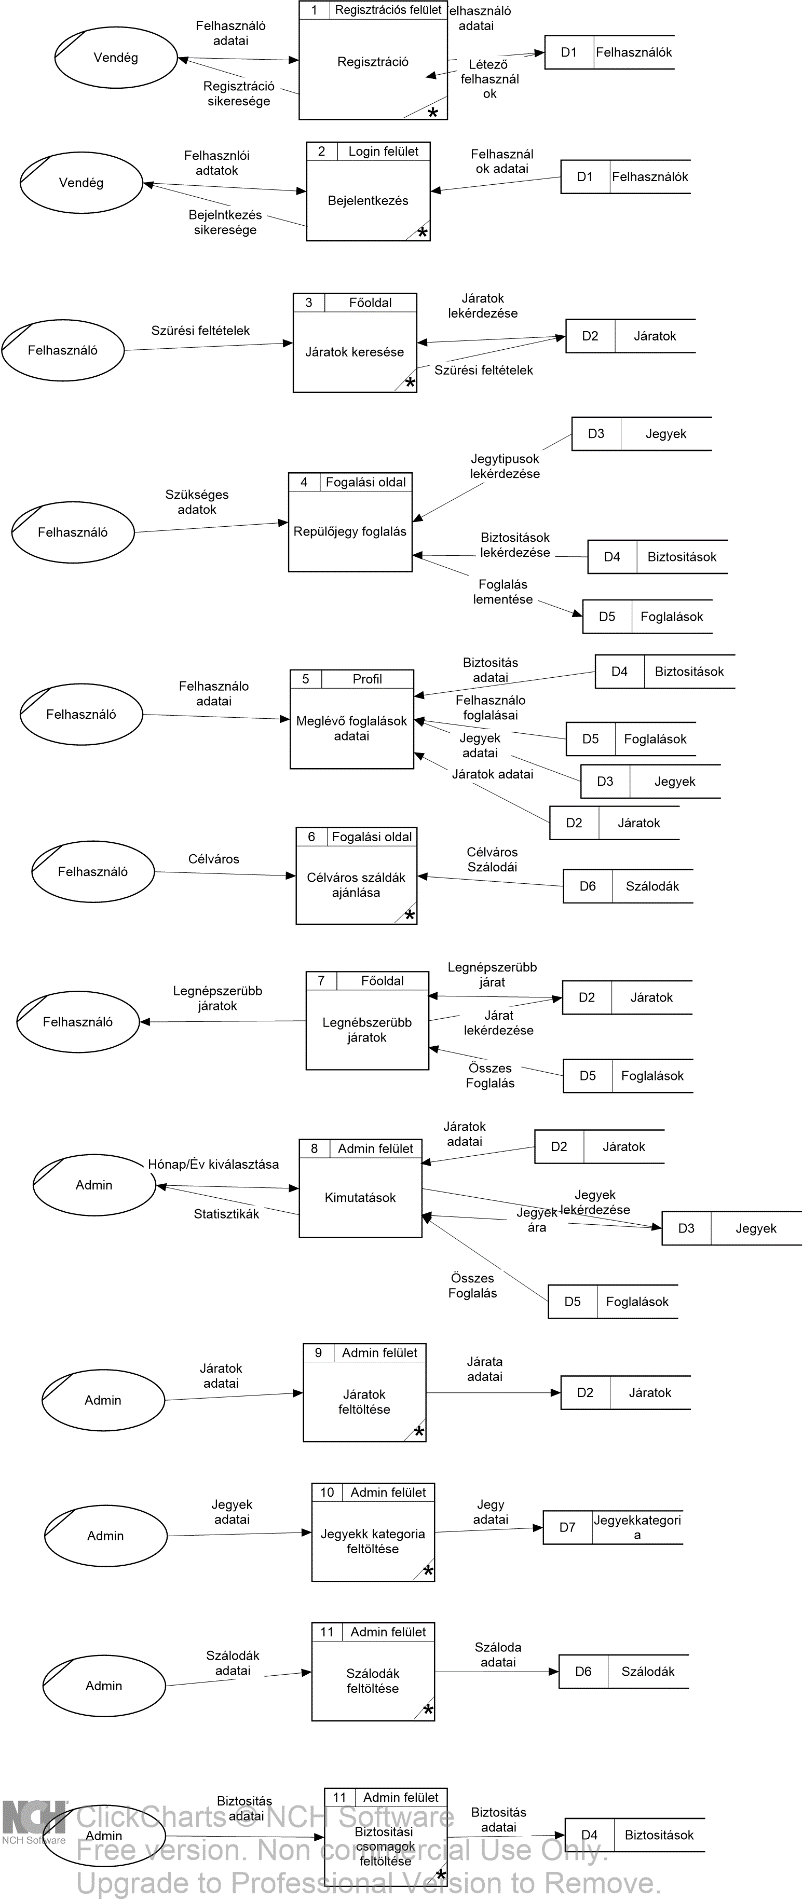 1 Regisztrációs felület
Felhasználó
adatai
elhasználó
adatai
Vendég
Regisztráció
D1 Felhasználók
Létező
felhasznál
ok
Regisztráció
sikeresége
*
2 Login felület
Felhasznlói
adtatok
Felhasznál
ok adatai
Vendég
Bejelentkezés
D1 Felhasználók
Bejelntkezés
sikeresége
*
3 Főoldal
Járatok
lekérdezése
Szürési feltételek
Felhasználó
Járatok keresése
D2 Járatok
Szürési feltételek
*
D3 Jegyek
Jegytipusok
lekérdezése
4 Fogalási oldal
Szükséges
adatok
Felhasználó
Repülőjegy foglalás
Biztositások
lekérdezése
D4 Biztositások
Foglalás
lementése
D5 Foglalások
5 Profil
Biztositás
adatai
D4 Biztositások
Felhasználo
adatai
Felhasználó
Meglévő foglalások
adatai
Felhasználo
foglalásai
D5 Foglalások
Jegyek
adatai
Járatok adatai
D3 Jegyek
D2 Járatok
6 Fogalási oldal
Célváros
Célváros
Szálodái
Felhasználó
Célváros száldák
ajánlása
D6 Szálodák
*
7 Főoldal
Legnépszerübb
járat
Legnépszerübb
járatok
D2 Járatok
Felhasználó
Legnébszerübb
járatok
Járat
lekérdezése
Összes
Foglalás
D5 Foglalások
8 Admin felület
Járatok
adatai
D2 Járatok
Hónap/Év kiválasztása
Admin
Kimutatások
Statisztikák
Jegyek
lekérdezése
Jegyek
ára
D3 Jegyek
Összes
Foglalás
D5 Foglalások
9 Admin felület
Járatok
adatai
Járata
adatai
Admin
Járatok
feltöltése
D2 Járatok
*
10 Admin felület
Jegyek
adatai
Jegy
adatai
Admin
Jegyekk kategoria
feltöltése
D7 Jegyekkategori
a
*
11 Admin felület
Szálodák
adatai
Száloda
adatai
Admin
Szálodák
feltöltése
D6 Szálodák
*
11 Admin felület
Biztositás
adatai
Biztositás
adatai
Admin
Biztositási
csomagok
feltöltése
D4 Biztositások
*
NCH
NCH Software
ClickCharts © NCH Software
Free version. Non commercial Use Only.
Upgrade to Professional Version to Remove.